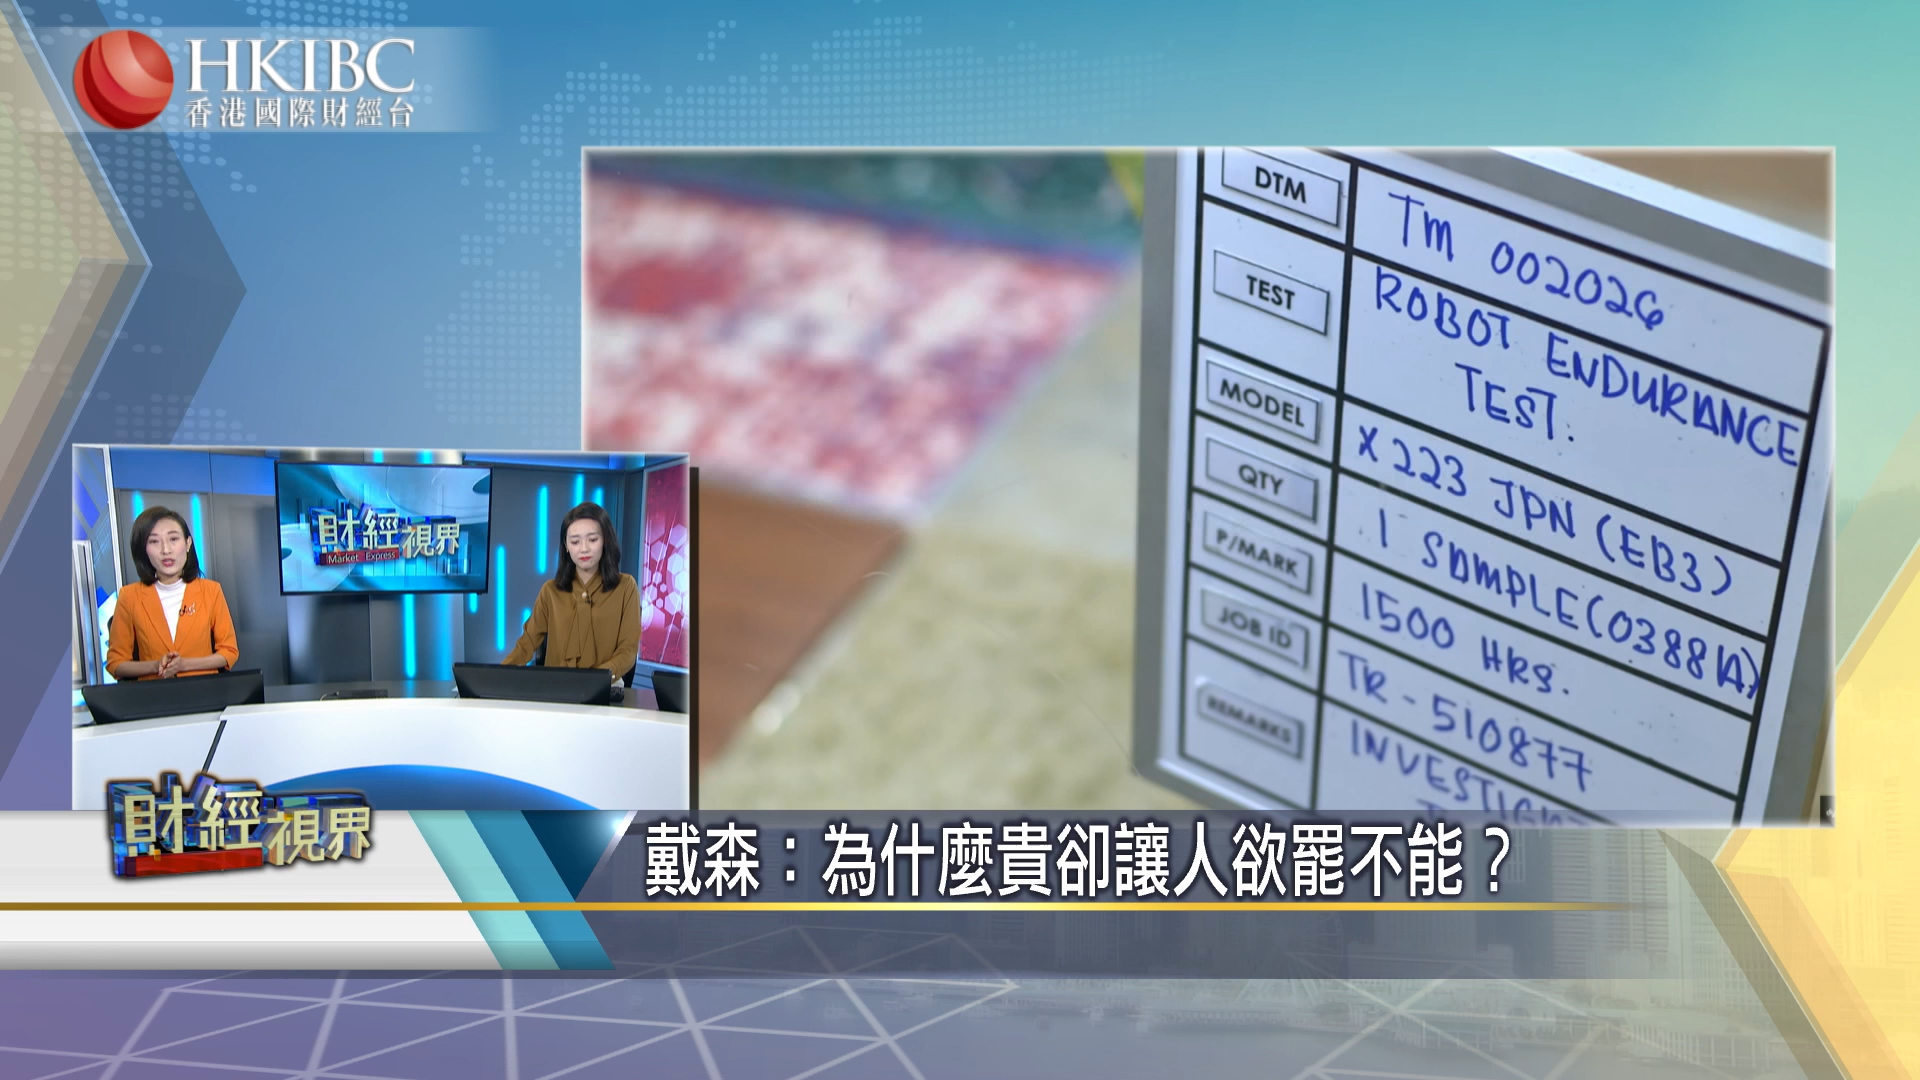 HKIBC
香港國際財經台
DTM
TM 002026
TEST
ROBOT ENDURANCE
TEST.
MODEL
X223 JPN (EB3)
QTY
1 SAMPLE (0388A)
P/MARK
1500 HRS.
JOB ID
TR-510877
REMARKS
財經視界
Market Express
財經視界
戴森：為什麼貴卻讓人欲罷不能？